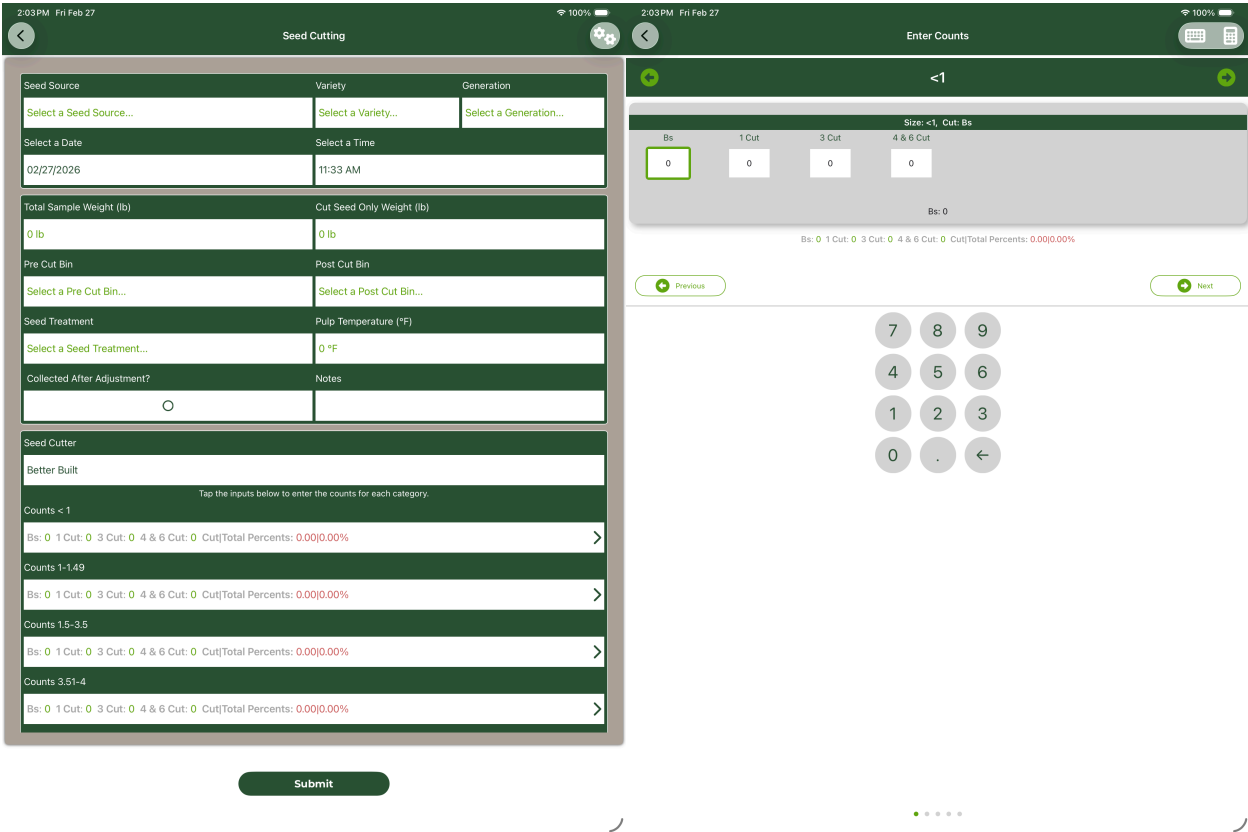 2:03 PM Fri Feb 27
100%
Seed Cutting
Seed Source Variety Generation
Select a Seed Source... Select a Variety... Select a Generation...
Select a Date Select a Time
02/27/2026 11:33 AM
Total Sample Weight (lb) Cut Seed Only Weight (lb)
0 lb 0 lb
Pre Cut Bin Post Cut Bin
Select a Pre Cut Bin... Select a Post Cut Bin...
Seed Treatment Pulp Temperature (°F)
Select a Seed Treatment... 0 °F
Collected After Adjustment? Notes
Seed Cutter
Better Built
Tap the inputs below to enter the counts for each category.
Counts < 1
Bs: 0 1 Cut: 0 3 Cut: 0 4 & 6 Cut: 0 Cut|Total Percents: 0.00|0.00%
Counts 1-1.49
Bs: 0 1 Cut: 0 3 Cut: 0 4 & 6 Cut: 0 Cut|Total Percents: 0.00|0.00%
Counts 1.5-3.5
Bs: 0 1 Cut: 0 3 Cut: 0 4 & 6 Cut: 0 Cut|Total Percents: 0.00|0.00%
Counts 3.51-4
Bs: 0 1 Cut: 0 3 Cut: 0 4 & 6 Cut: 0 Cut|Total Percents: 0.00|0.00%
Submit
2:03 PM Fri Feb 27
100%
Enter Counts
<1
Size: <1, Cut: Bs
Bs 1 Cut 3 Cut 4 & 6 Cut
0 0 0 0
Bs: 0
Bs: 0 1 Cut: 0 3 Cut: 0 4 & 6 Cut: 0 Cut|Total Percents: 0.00|0.00%
Previous Next
7 8 9
4 5 6
1 2 3
0 . ←